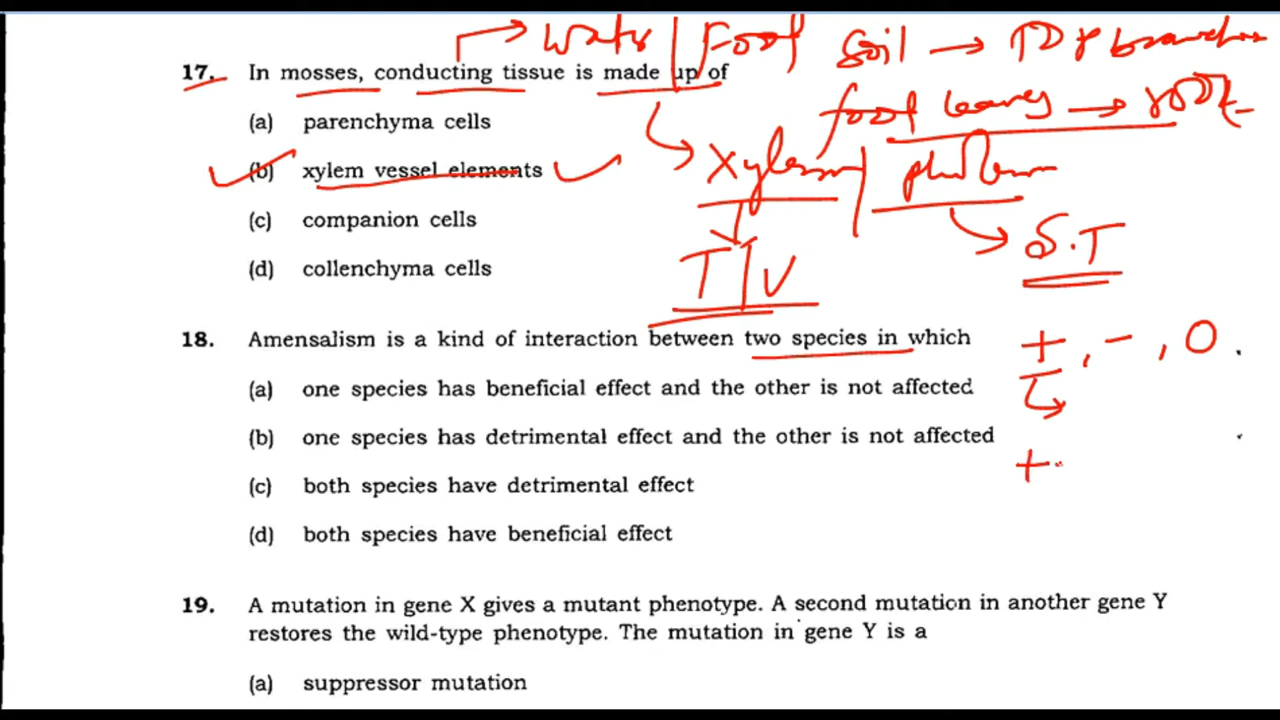 Water | Food soil → Top branches
17. In mosses, conducting tissue is made up of
food leaves → roots
(a) parenchyma cells
(b) xylem vessel elements
Xylem | phloem
(c) companion cells
S.T
(d) collenchyma cells
T | V
18. Amensalism is a kind of interaction between two species in which
+, -, 0
(a) one species has beneficial effect and the other is not affected
(b) one species has detrimental effect and the other is not affected
+
(c) both species have detrimental effect
(d) both species have beneficial effect
19. A mutation in gene X gives a mutant phenotype. A second mutation in another gene Y
restores the wild-type phenotype. The mutation in gene Y is a
(a) suppressor mutation